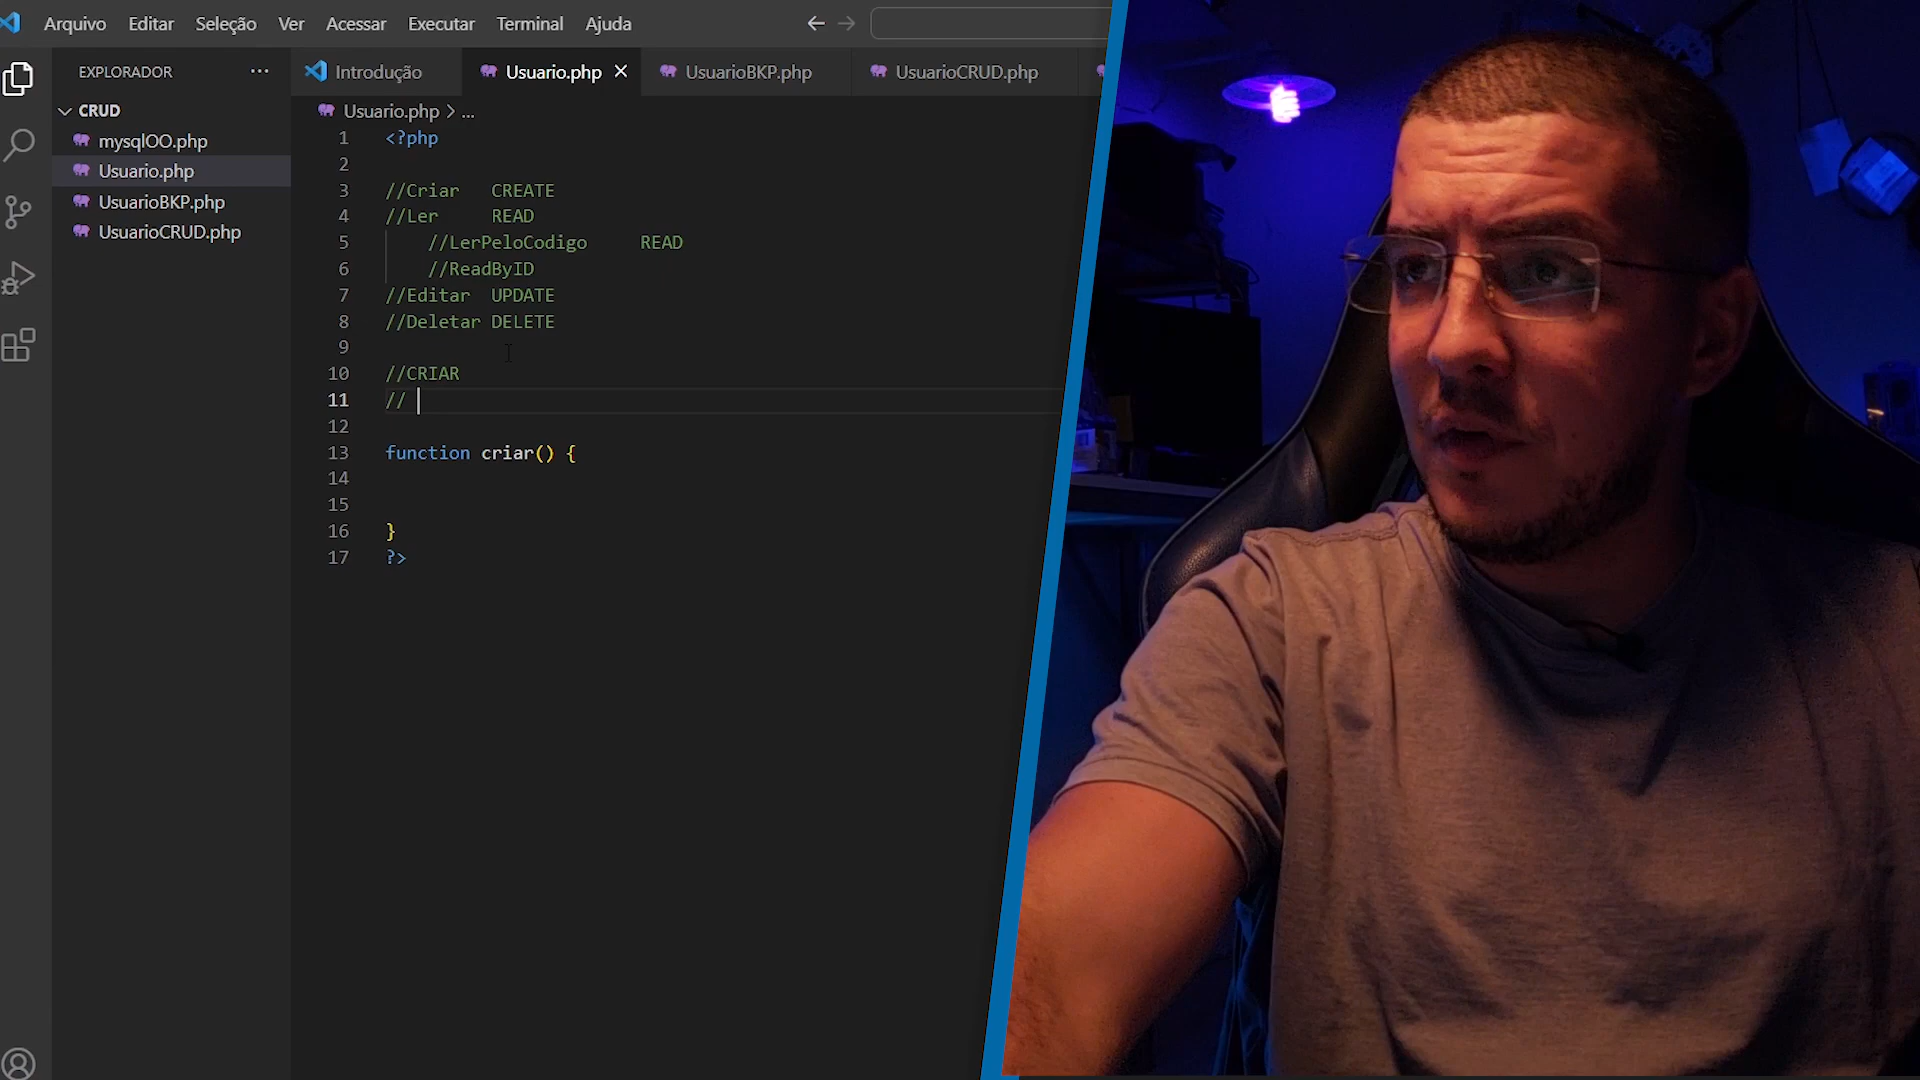 Arquivo Editar Seleção Ver Acessar Executar Terminal Ajuda
EXPLORADOR
CRUD
mysqlOO.php
Usuario.php
UsuarioBKP.php
UsuarioCRUD.php
Introdução Usuario.php UsuarioBKP.php UsuarioCRUD.php
Usuario.php > ...
1 <?php
2
3 //Criar CREATE
4 //Ler READ
5 //LerPeloCodigo READ
6 //ReadByID
7 //Editar UPDATE
8 //Deletar DELETE
9
10 //CRIAR
11 //
12
13 function criar() {
14
15
16 }
17 ?>